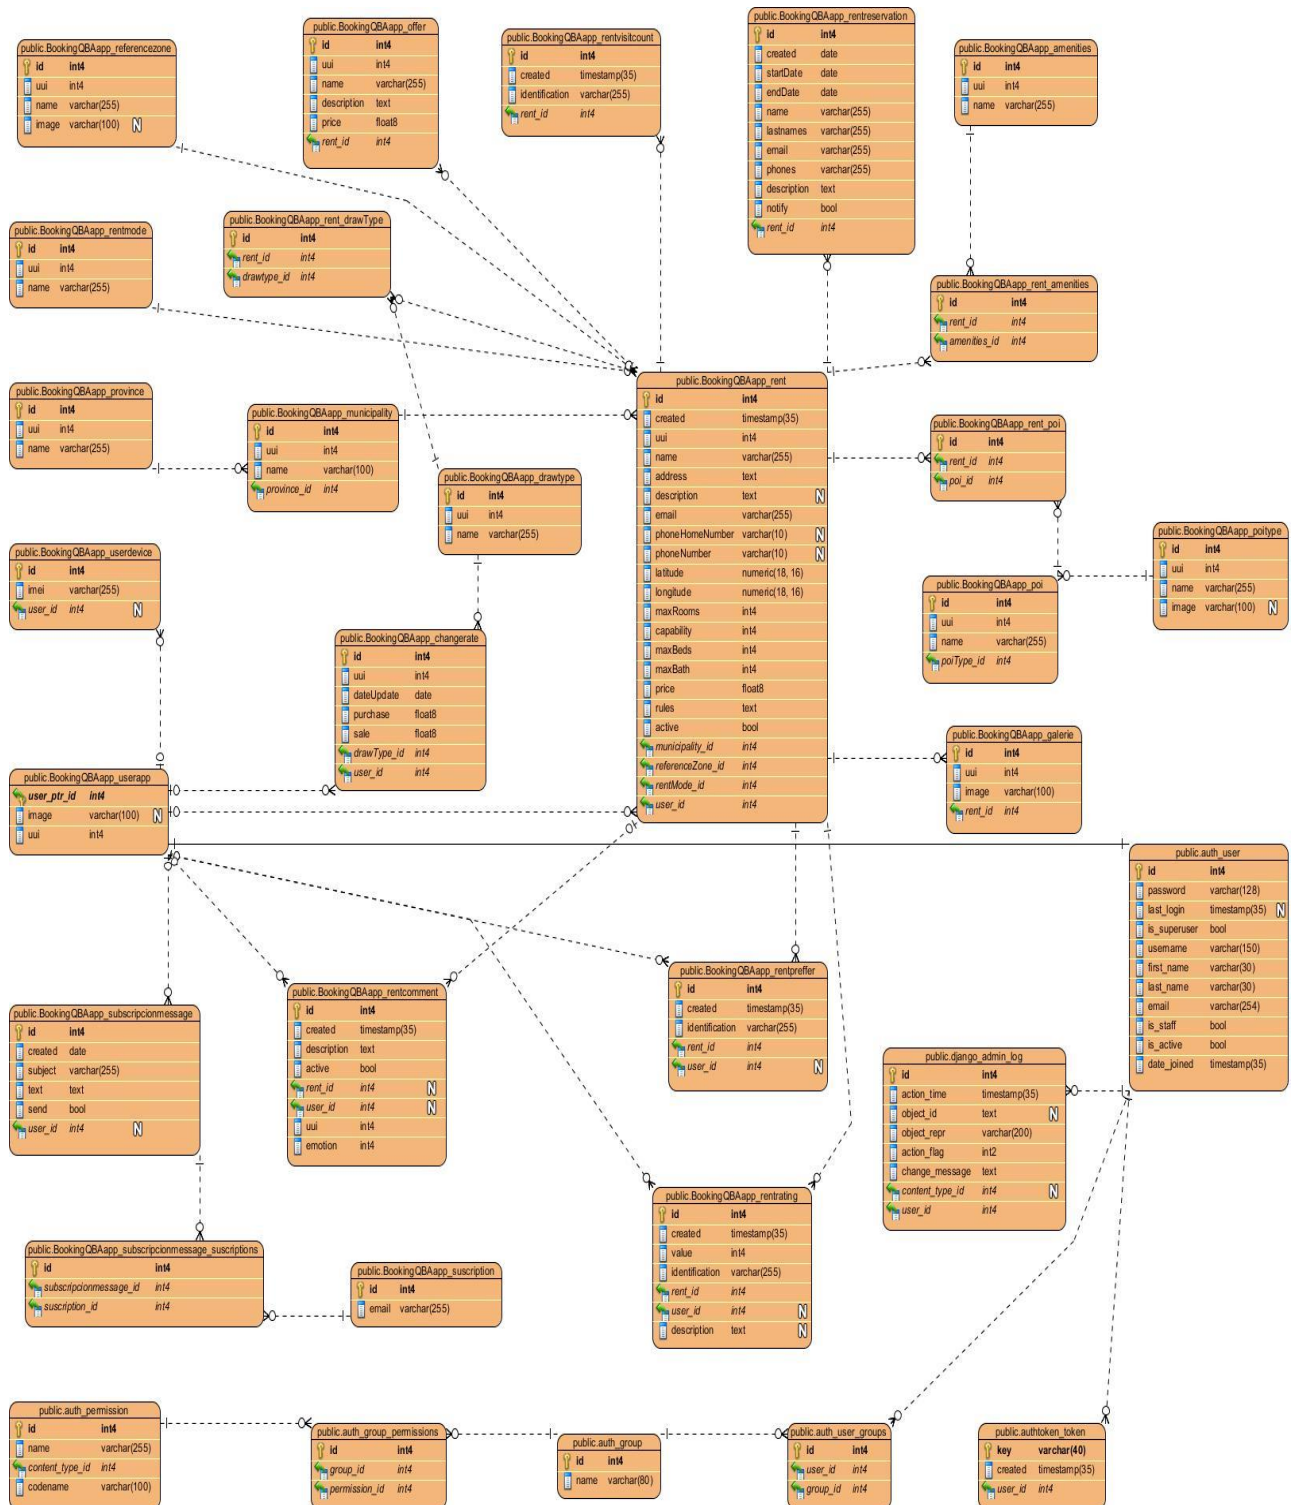 public.BookingQBAapp_referencezone
id int4
uui int4
name varchar(255)
image varchar(100) N
public.BookingQBAapp_offer
id int4
uui int4
name varchar(255)
description text
price float8
rent_id int4
public.BookingQBAapp_rentvisitcount
id int4
created timestamp(35)
identification varchar(255)
rent_id int4
public.BookingQBAapp_rentreservation
id int4
created date
startDate date
endDate date
name varchar(255)
lastnames varchar(255)
email varchar(255)
phones varchar(255)
description text
notify bool
rent_id int4
public.BookingQBAapp_amenities
id int4
uui int4
name varchar(255)
public.BookingQBAapp_rentmode
id int4
uui int4
name varchar(255)
public.BookingQBAapp_rent_drawType
id int4
rent_id int4
drawtype_id int4
public.BookingQBAapp_rent_amenities
id int4
rent_id int4
amenities_id int4
public.BookingQBAapp_province
id int4
uui int4
name varchar(255)
public.BookingQBAapp_municipality
id int4
uui int4
name varchar(100)
province_id int4
public.BookingQBAapp_drawtype
id int4
uui int4
name varchar(255)
public.BookingQBAapp_rent
id int4
created timestamp(35)
uui int4
name varchar(255)
address text
description text N
email varchar(255)
phoneHomeNumber varchar(10) N
phoneNumber varchar(10) N
latitude numeric(18, 16)
longitude numeric(18, 16)
maxRooms int4
capability int4
maxBeds int4
maxBath int4
price float8
rules text
active bool
municipality_id int4
referenceZone_id int4
rentMode_id int4
user_id int4
public.BookingQBAapp_rent_poi
id int4
rent_id int4
poi_id int4
public.BookingQBAapp_poitype
id int4
uui int4
name varchar(255)
image varchar(100) N
public.BookingQBAapp_poi
id int4
uui int4
name varchar(255)
poiType_id int4
public.BookingQBAapp_userdevice
id int4
imei varchar(255)
user_id int4 N
public.BookingQBAapp_changerate
id int4
uui int4
dateUpdate date
purchase float8
sale float8
drawType_id int4
user_id int4
public.BookingQBAapp_galerie
id int4
uui int4
image varchar(100)
rent_id int4
public.BookingQBAapp_userapp
user_ptr_id int4
image varchar(100) N
uui int4
public.auth_user
id int4
password varchar(128)
last_login timestamp(35) N
is_superuser bool
username varchar(150)
first_name varchar(30)
last_name varchar(30)
email varchar(254)
is_staff bool
is_active bool
date_joined timestamp(35)
public.BookingQBAapp_subscripcionmessage
id int4
created date
subject varchar(255)
text text
send bool
user_id int4 N
public.BookingQBAapp_rentcomment
id int4
created timestamp(35)
description text
active bool
rent_id int4 N
user_id int4 N
uui int4
emotion int4
public.BookingQBAapp_rentpreffer
id int4
created timestamp(35)
identification varchar(255)
rent_id int4
user_id int4 N
public.django_admin_log
id int4
action_time timestamp(35)
object_id text N
object_repr varchar(200)
action_flag int2
change_message text
content_type_id int4 N
user_id int4
public.BookingQBAapp_rentrating
id int4
created timestamp(35)
value int4
identification varchar(255)
rent_id int4
user_id int4 N
description text N
public.BookingQBAapp_subscripcionmessage_suscriptions
id int4
subscripcionmessage_id int4
suscription_id int4
public.BookingQBAapp_suscription
id int4
email varchar(255)
public.auth_permission
id int4
name varchar(255)
content_type_id int4
codename varchar(100)
public.auth_group_permissions
id int4
group_id int4
permission_id int4
public.auth_group
id int4
name varchar(80)
public.auth_user_groups
id int4
user_id int4
group_id int4
public.authtoken_token
key varchar(40)
created timestamp(35)
user_id int4